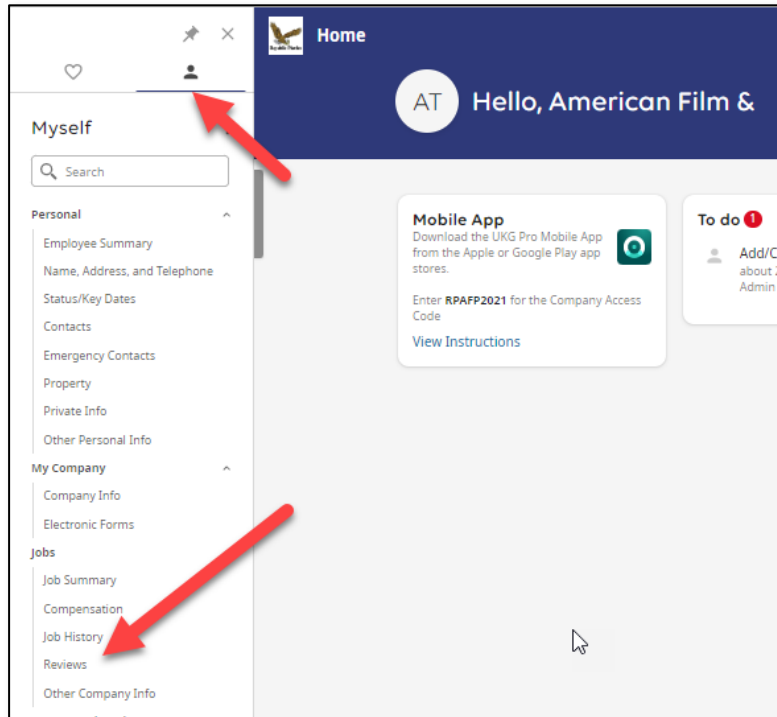 Home
AT
Hello, American Film &
Myself
Search
Personal
Employee Summary
Name, Address, and Telephone
Status/Key Dates
Contacts
Emergency Contacts
Property
Private Info
Other Personal Info
My Company
Company Info
Electronic Forms
Jobs
Job Summary
Compensation
Job History
Reviews
Other Company Info
Mobile App
Download the UKG Pro Mobile App
from the Apple or Google Play app
stores.
Enter RPAFP2021 for the Company Access
Code
View Instructions
To do 1
Add/C
about
Admin